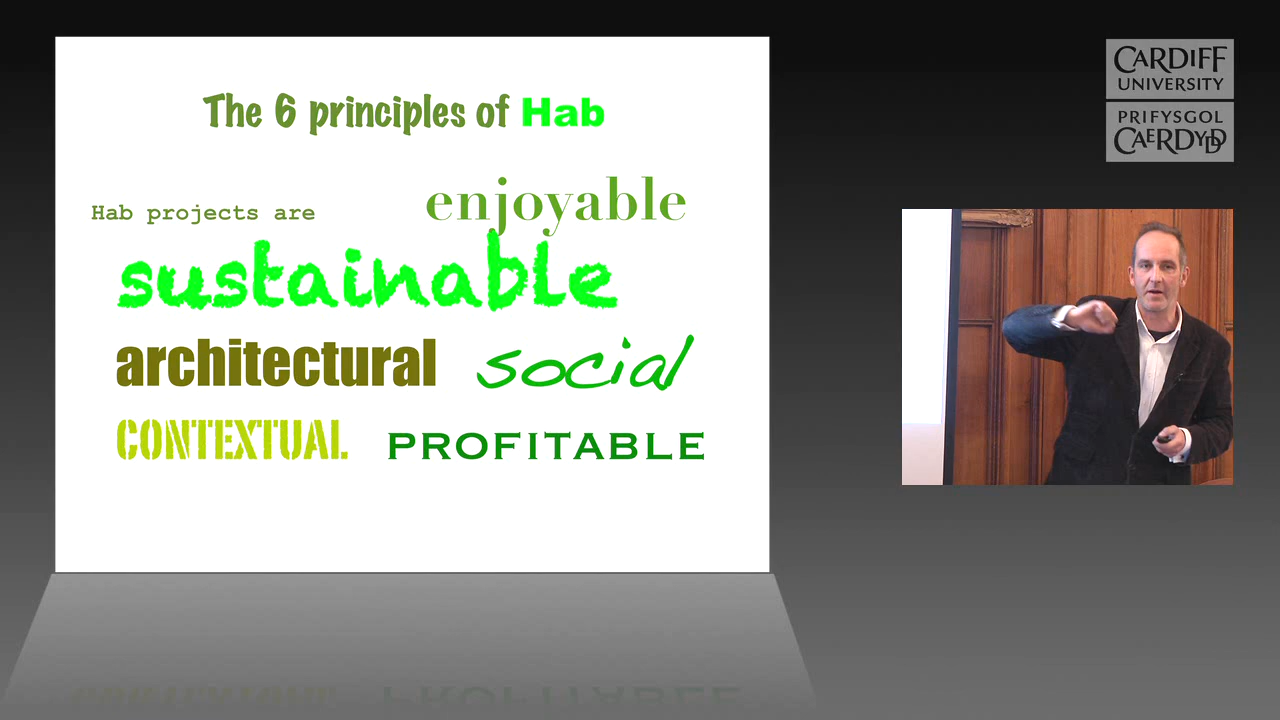 The 6 principles of Hab
Hab projects are enjoyable
sustainable
architectural social
CONTEXTUAL PROFITABLE
CARDIFF
UNIVERSITY
PRIFYSGOL
CAERDYDD